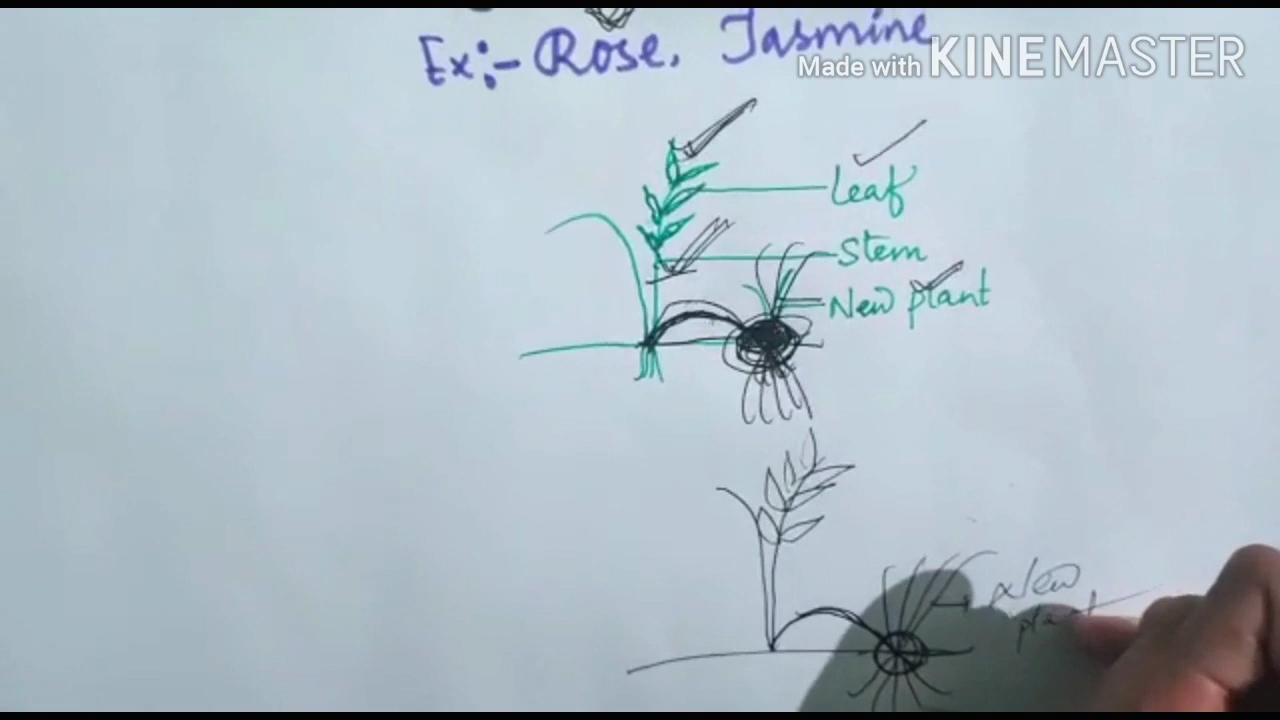 Ex:- Rose, Jasmine
Made with KINEMASTER
Leaf
Stem
New plant
New
plant